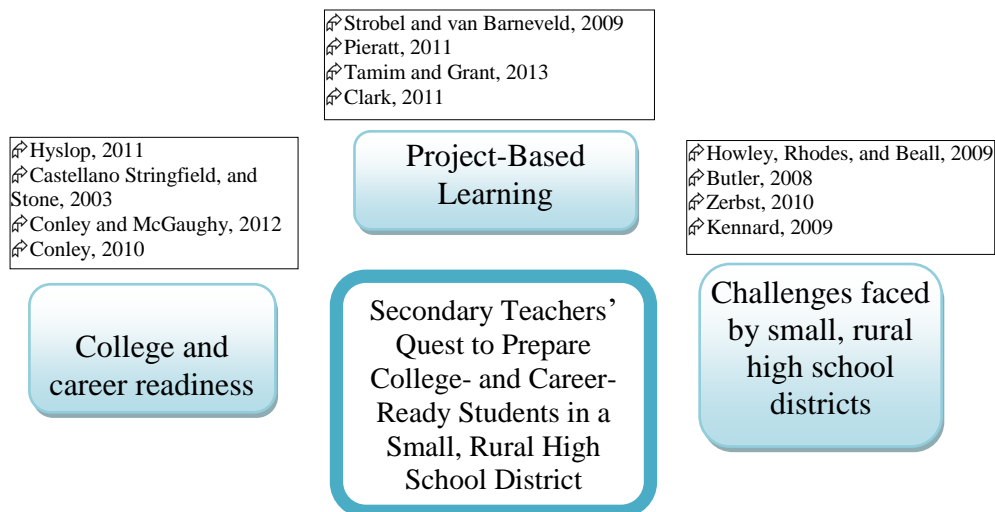 ⮳Strobel and van Barneveld, 2009
⮳Pieratt, 2011
⮳Tamim and Grant, 2013
⮳Clark, 2011
Project-Based
Learning
⮳Hyslop, 2011
⮳Castellano Stringfield, and
Stone, 2003
⮳Conley and McGaughy, 2012
⮳Conley, 2010
College and
career readiness
⮳Howley, Rhodes, and Beall, 2009
⮳Butler, 2008
⮳Zerbst, 2010
⮳Kennard, 2009
Challenges faced
by small, rural
high school
districts
Secondary Teachers’
Quest to Prepare
College- and Career-
Ready Students in a
Small, Rural High
School District